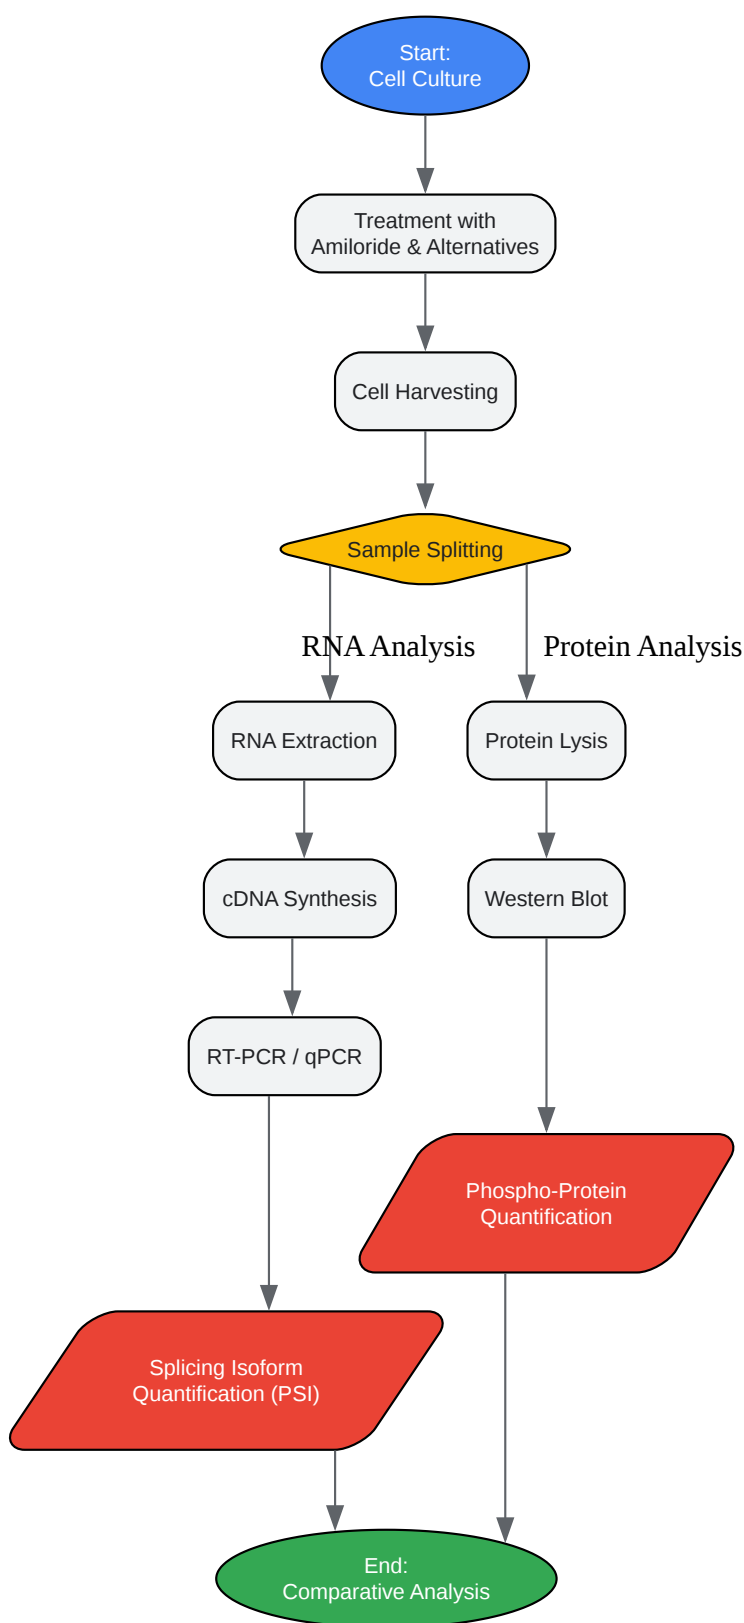 Start:
Cell Culture
Treatment with
Amiloride & Alternatives
Cell Harvesting
Sample Splitting
RNA Analysis
Protein Analysis
RNA Extraction
Protein Lysis
cDNA Synthesis
Western Blot
RT-PCR / qPCR
Phospho-Protein
Quantification
Splicing Isoform
Quantification (PSI)
End:
Comparative Analysis